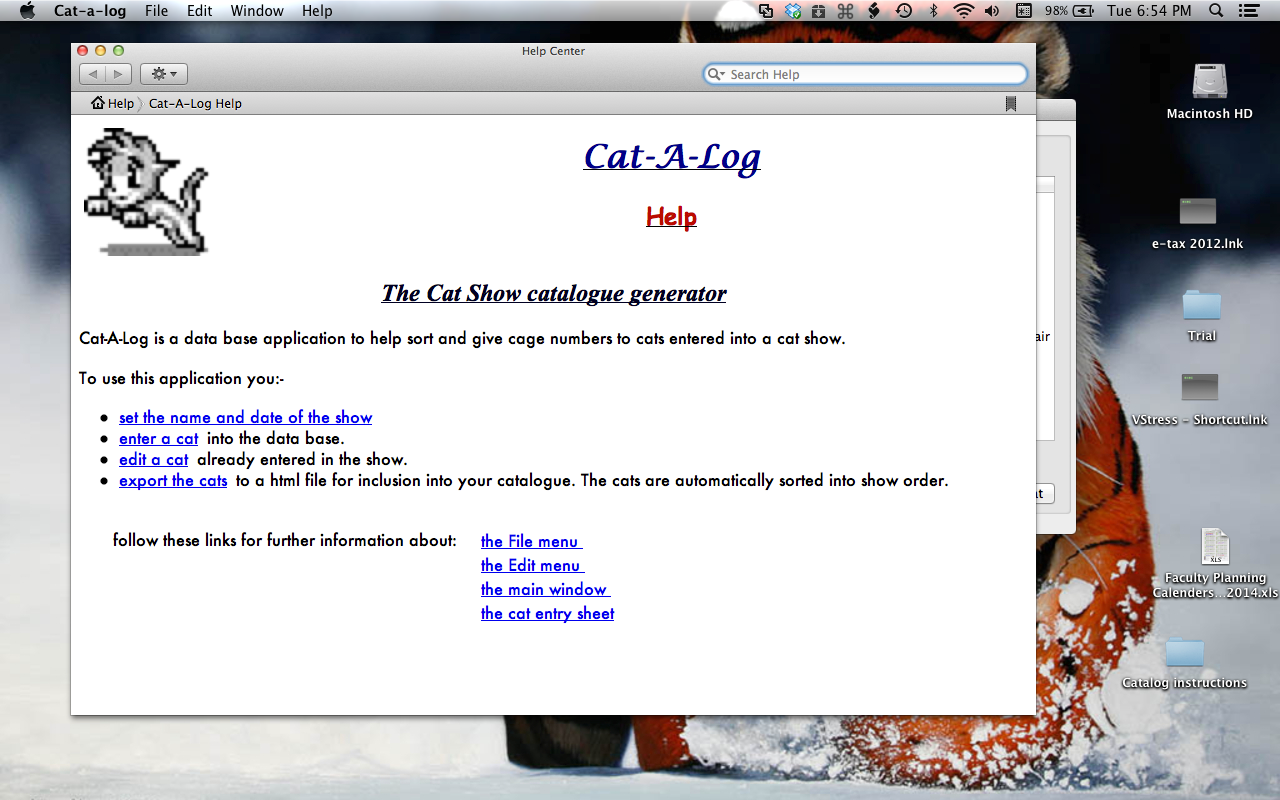 Cat-a-log File Edit Window Help 98% Tue 6:54 PM
Help Center
Search Help
Help Cat-A-Log Help
Cat-A-Log
Help
The Cat Show catalogue generator
Cat-A-Log is a data base application to help sort and give cage numbers to cats entered into a cat show.
To use this application you:-
• set the name and date of the show
• enter a cat into the data base.
• edit a cat already entered in the show.
• export the cats to a html file for inclusion into your catalogue. The cats are automatically sorted into show order.
follow these links for further information about: the File menu
the Edit menu
the main window
the cat entry sheet
Macintosh HD
e-tax 2012.lnk
Trial
VStress - Shortcut.lnk
XLS
Faculty Planning
Calenders...2014.xls
Catalog instructions